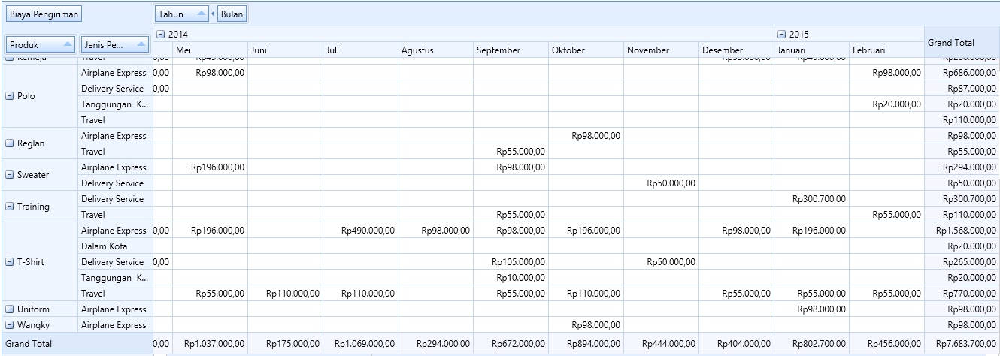 Biaya Pengiriman Tahun Bulan
2014 2015
Produk Jenis Pe... Mei Juni Juli Agustus September Oktober November Desember Januari Februari Grand Total
Kemeja Travel
Polo Airplane Express 0,00 Rp98.000,00 Rp98.000,00 Rp686.000,00
Delivery Service 0,00 Rp87.000,00
Tanggungan K... Rp20.000,00 Rp20.000,00
Travel Rp110.000,00
Reglan Airplane Express Rp98.000,00 Rp98.000,00
Travel Rp55.000,00 Rp55.000,00
Sweater Airplane Express Rp196.000,00 Rp98.000,00 Rp294.000,00
Delivery Service Rp50.000,00 Rp50.000,00
Training Delivery Service Rp300.700,00 Rp300.700,00
Travel Rp55.000,00 Rp55.000,00 Rp110.000,00
T-Shirt Airplane Express 0,00 Rp196.000,00 Rp490.000,00 Rp98.000,00 Rp98.000,00 Rp196.000,00 Rp98.000,00 Rp196.000,00 Rp1.568.000,00
Dalam Kota Rp20.000,00
Delivery Service 0,00 Rp105.000,00 Rp50.000,00 Rp265.000,00
Tanggungan K... Rp10.000,00 Rp20.000,00
Travel Rp55.000,00 Rp110.000,00 Rp110.000,00 Rp55.000,00 Rp110.000,00 Rp55.000,00 Rp55.000,00 Rp55.000,00 Rp770.000,00
Uniform Airplane Express Rp98.000,00 Rp98.000,00
Wangky Airplane Express Rp98.000,00 Rp98.000,00
Grand Total 0,00 Rp1.037.000,00 Rp175.000,00 Rp1.069.000,00 Rp294.000,00 Rp672.000,00 Rp894.000,00 Rp444.000,00 Rp404.000,00 Rp802.700,00 Rp456.000,00 Rp7.683.700,00